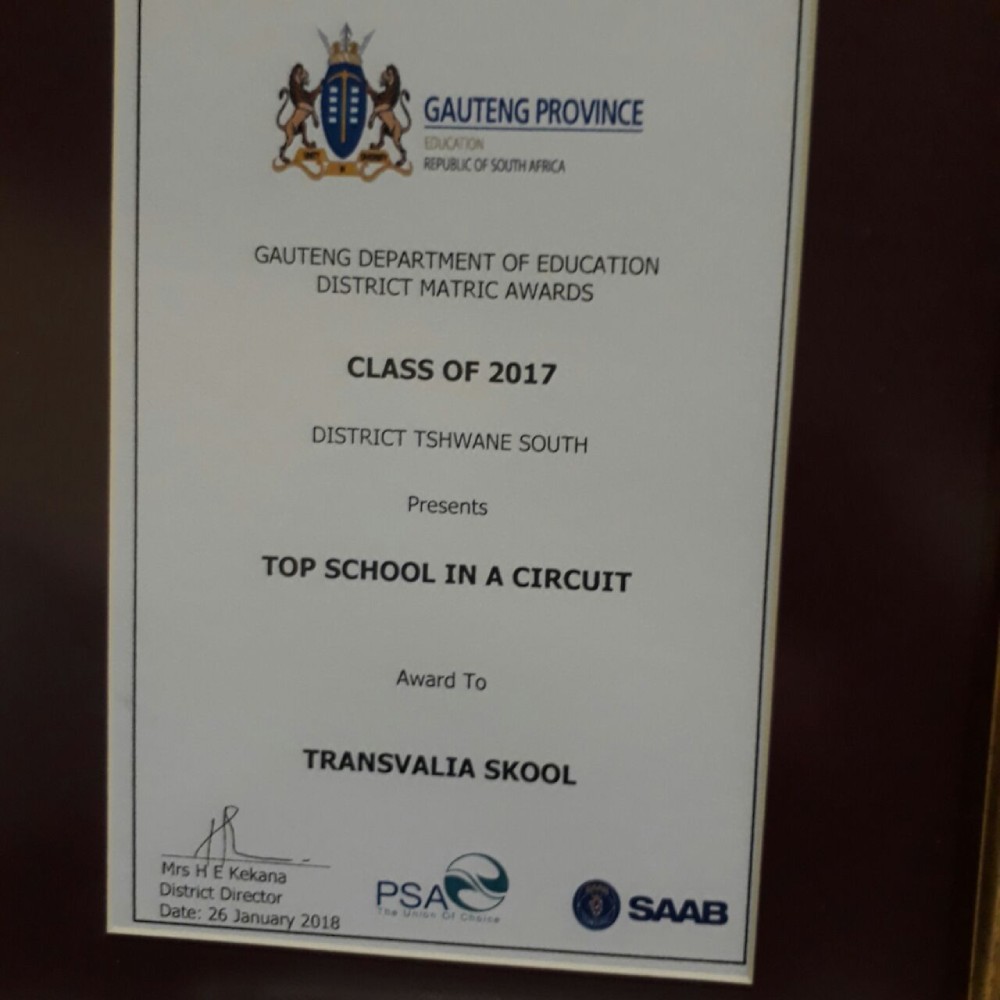 GAUTENG PROVINCE
EDUCATION
REPUBLIC OF SOUTH AFRICA
GAUTENG DEPARTMENT OF EDUCATION
DISTRICT MATRIC AWARDS
CLASS OF 2017
DISTRICT TSHWANE SOUTH
Presents
TOP SCHOOL IN A CIRCUIT
Award To
TRANSVALIA SKOOL
Mrs H E Kekana
District Director
Date: 26 January 2018
PSA
The Union Of Choice
SAAB